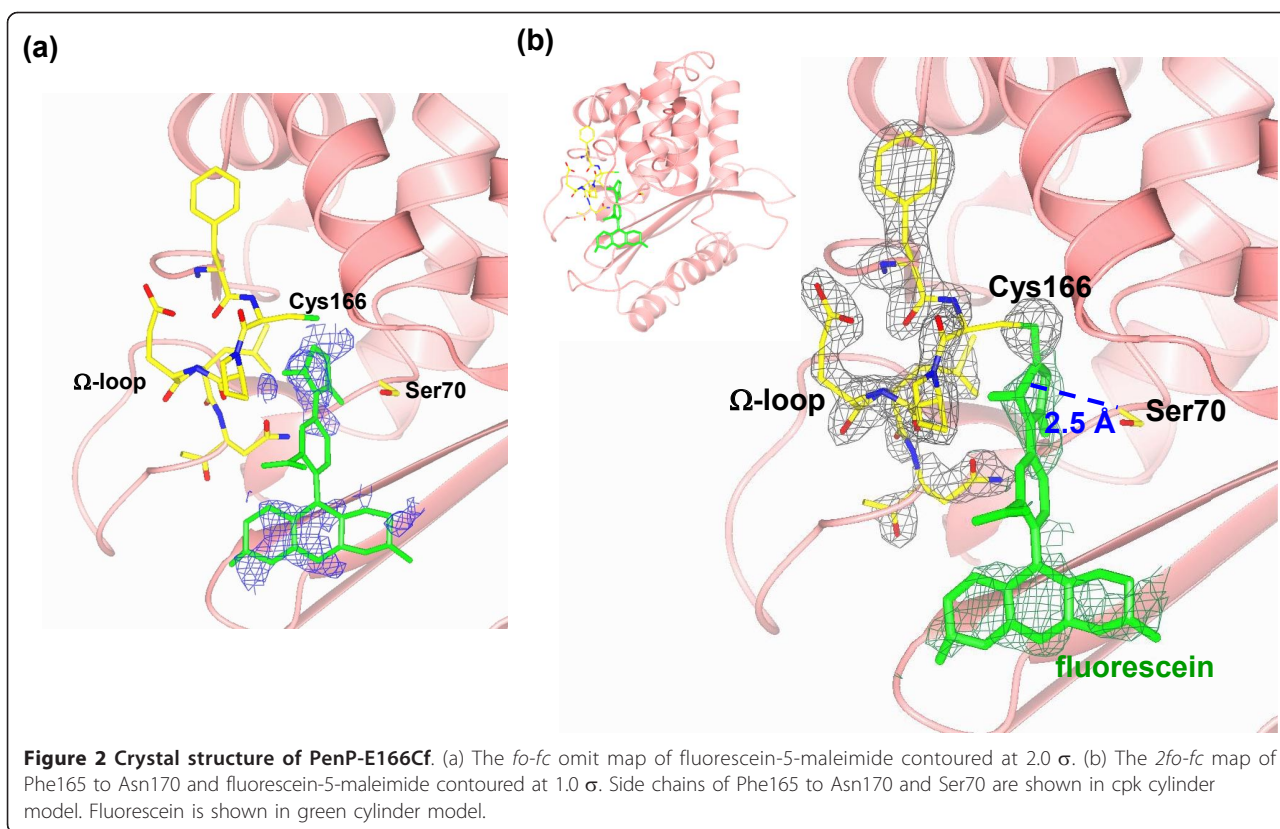 (a)
(b)
Cys166
Ω-loop
Ser70
Cys166
Ω-loop
Ser70
2.5 Å
fluorescein
Figure 2 Crystal structure of PenP-E166Cf. (a) The fo-fc omit map of fluorescein-5-maleimide contoured at 2.0 σ. (b) The 2fo-fc map of
Phe165 to Asn170 and fluorescein-5-maleimide contoured at 1.0 σ. Side chains of Phe165 to Asn170 and Ser70 are shown in cpk cylinder
model. Fluorescein is shown in green cylinder model.